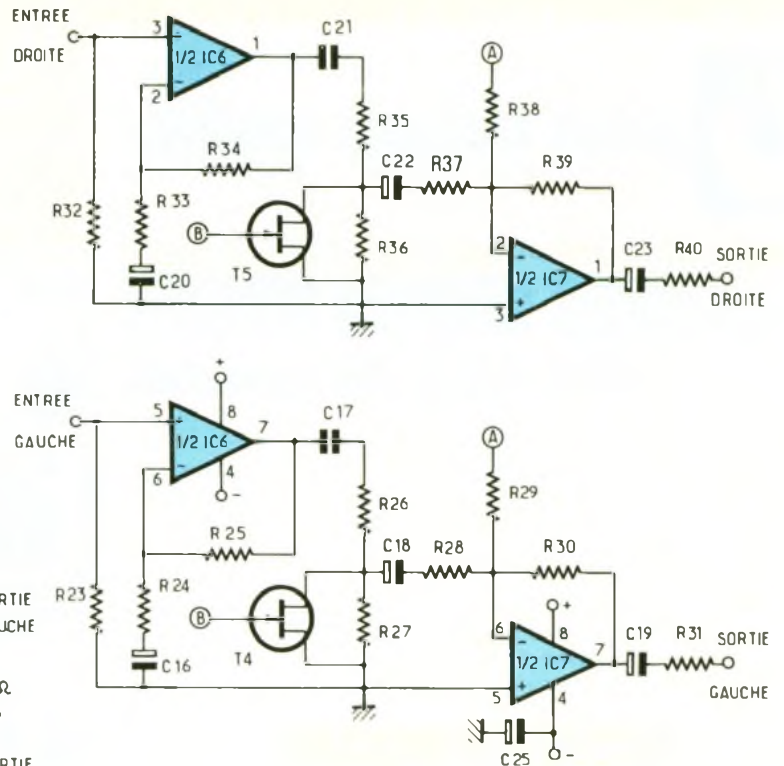 ENTREE
DROITE
3
2
1/2 IC6
1
C21
R34
R35
R33
R32
C20
B
T5
R36
C22
R37
A
R38
R39
2
-
3
+
1/2 IC7
1
C23
R40
SORTIE
DROITE
ENTREE
GAUCHE
5
6
-
1/2 IC6
+
8
4
-
7
C17
R25
R26
R24
R23
C16
B
T4
R27
C18
R28
A
R29
R30
6
-
5
+
1/2 IC7
+
8
4
-
7
C19
R31
SORTIE
GAUCHE
C25
RTIE
UCHE
Ω
RTIE